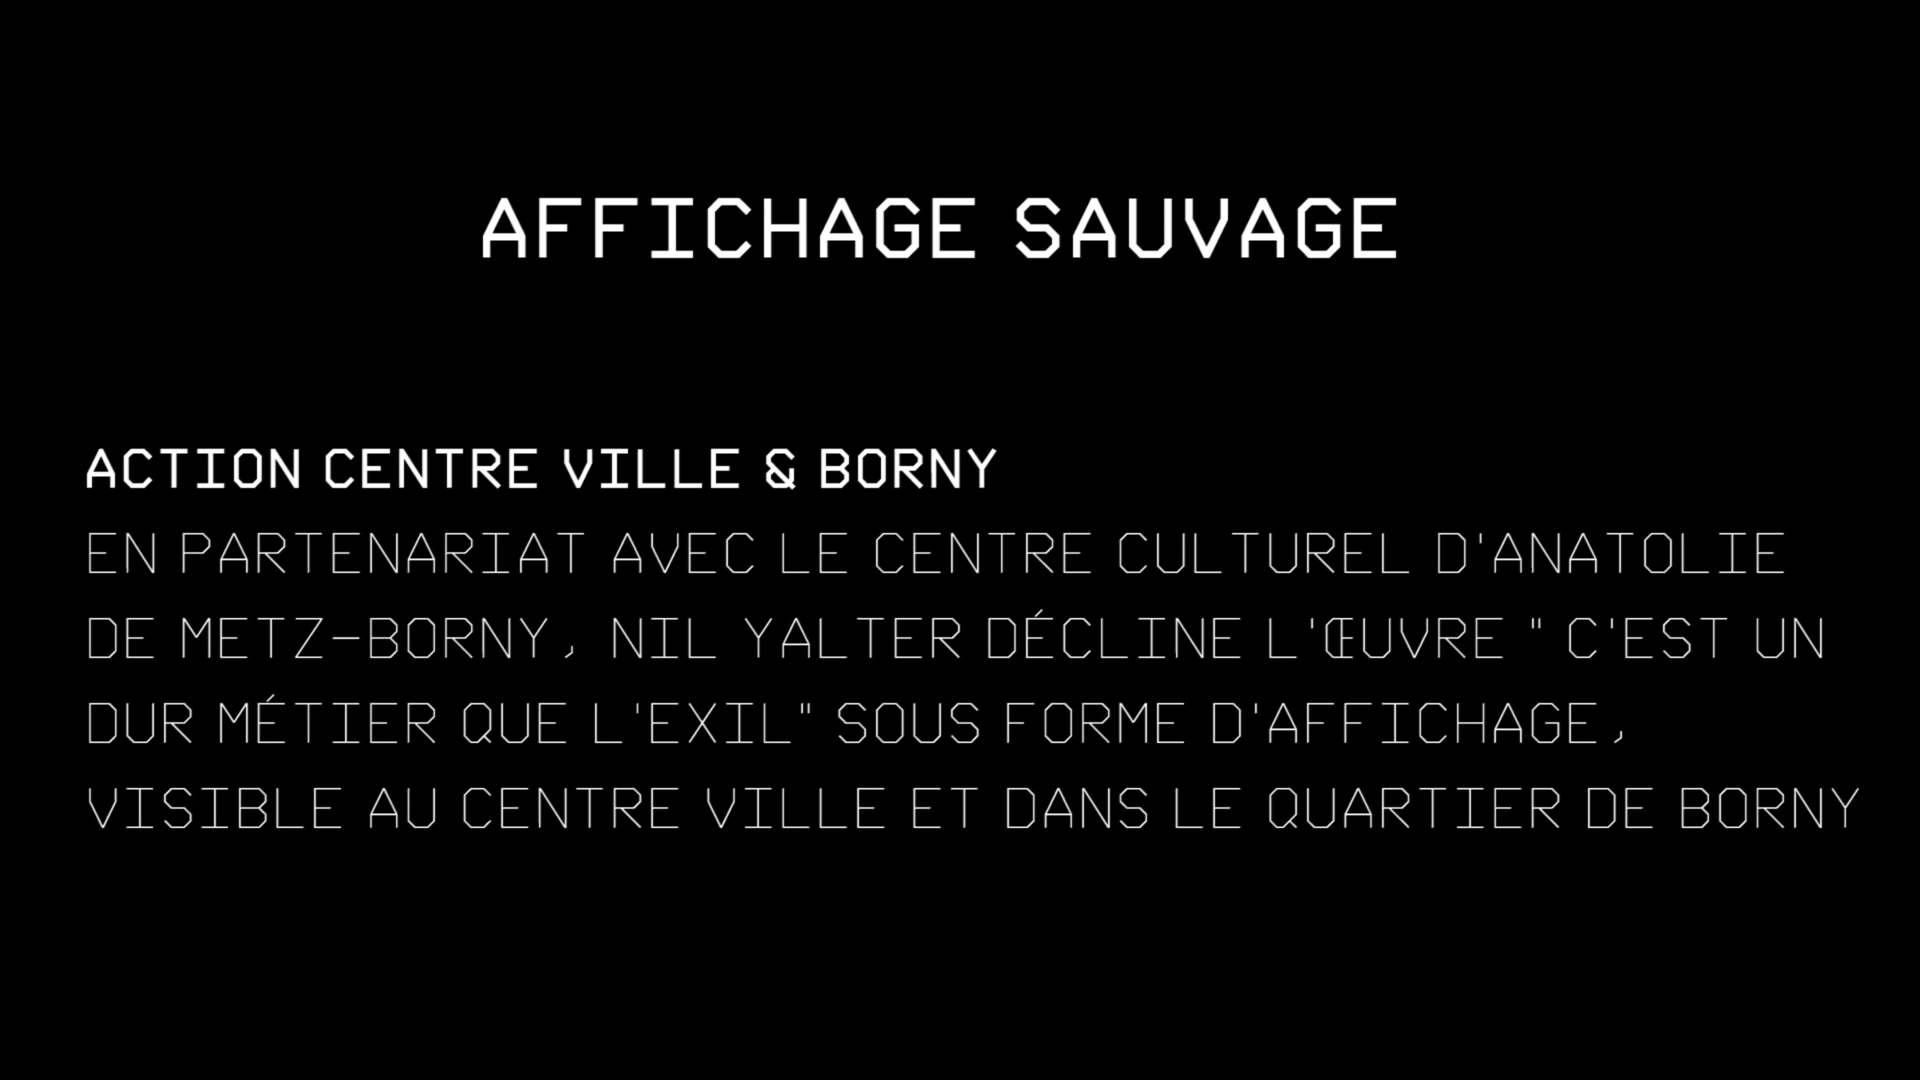 AFFICHAGE SAUVAGE
ACTION CENTRE VILLE & BORNY
EN PARTENARIAT AVEC LE CENTRE CULTUREL D'ANATOLIE
DE METZ-BORNY, NIL YALTER DÉCLINE L'ŒUVRE " C'EST UN
DUR MÉTIER QUE L'EXIL" SOUS FORME D'AFFICHAGE,
VISIBLE AU CENTRE VILLE ET DANS LE QUARTIER DE BORNY